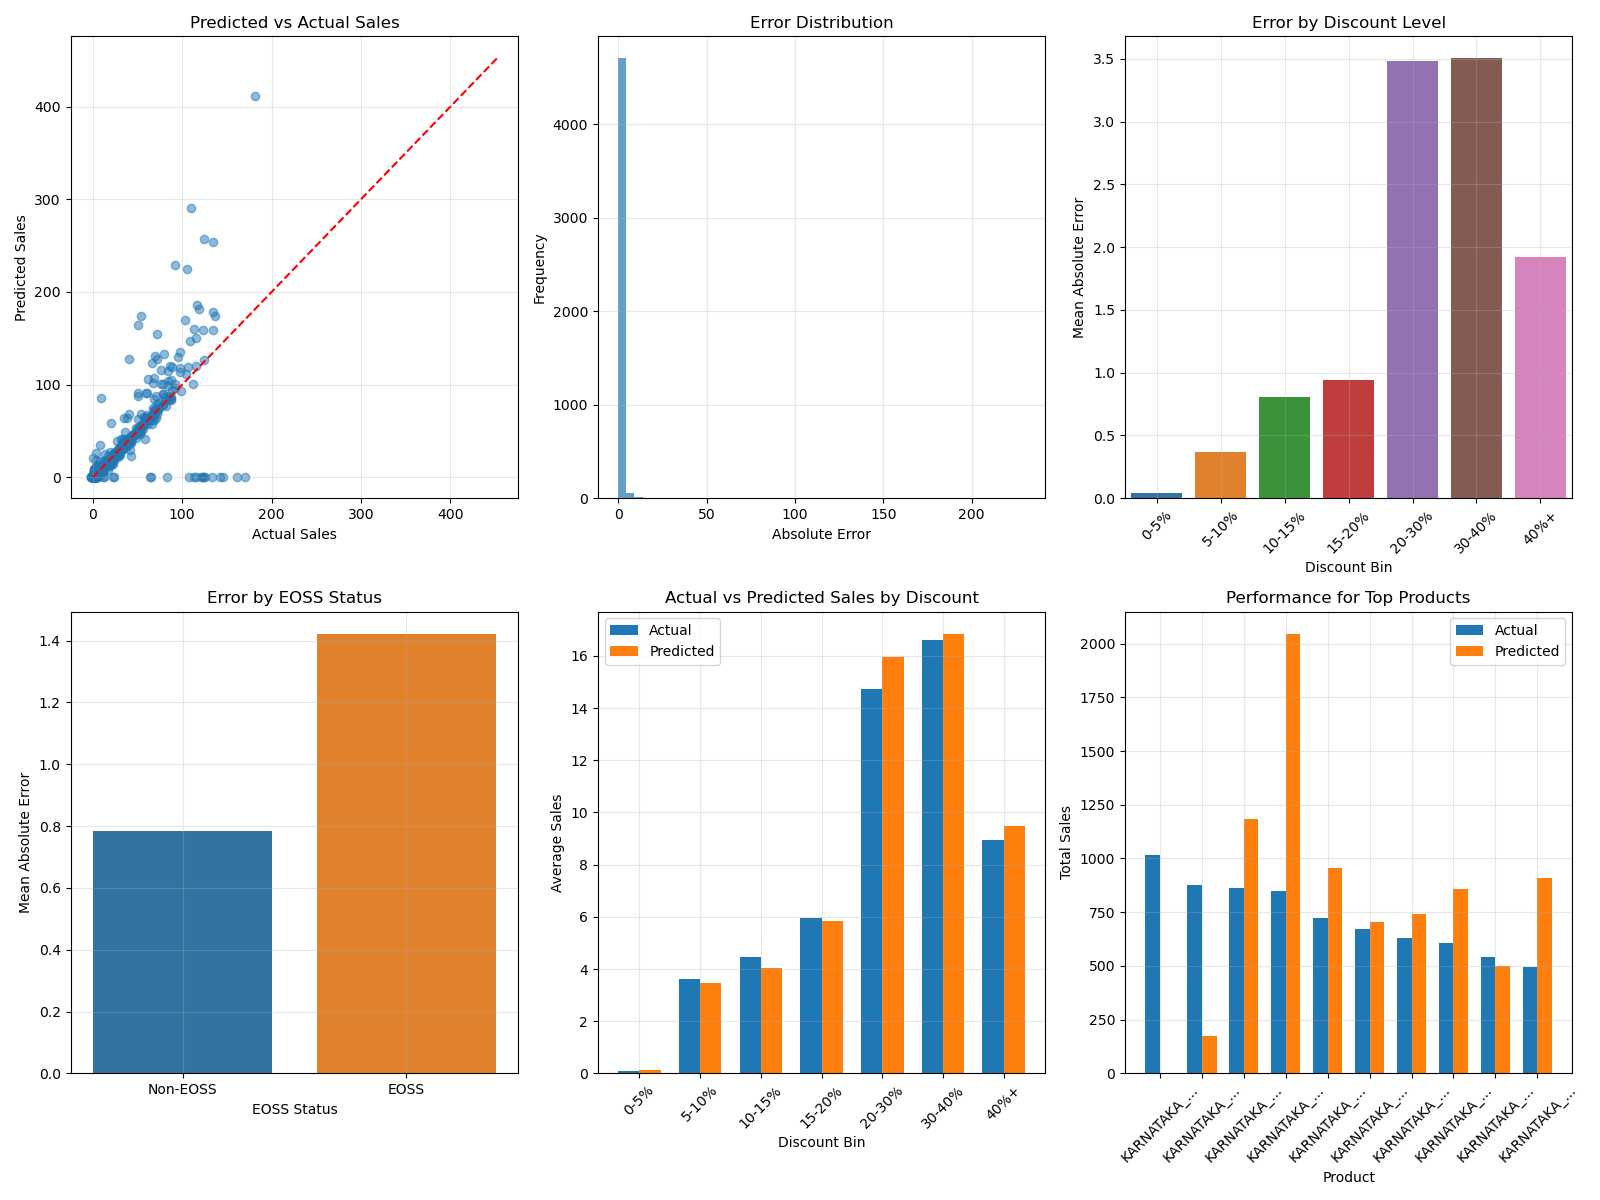 Predicted vs Actual Sales
Predicted Sales
400
300
200
100
0
0 100 200 300 400
Actual Sales
Error Distribution
Frequency
4000
3000
2000
1000
0
0 50 100 150 200
Absolute Error
Error by Discount Level
Mean Absolute Error
3.5
3.0
2.5
2.0
1.5
1.0
0.5
0.0
0-5% 5-10% 10-15% 15-20% 20-30% 30-40% 40%+
Discount Bin
Error by EOSS Status
Mean Absolute Error
1.4
1.2
1.0
0.8
0.6
0.4
0.2
0.0
Non-EOSS EOSS
EOSS Status
Actual vs Predicted Sales by Discount
Actual
Predicted
Average Sales
16
14
12
10
8
6
4
2
0
0-5% 5-10% 10-15% 15-20% 20-30% 30-40% 40%+
Discount Bin
Performance for Top Products
Actual
Predicted
Total Sales
2000
1750
1500
1250
1000
750
500
250
0
KARNATAKA_... KARNATAKA_... KARNATAKA_... KARNATAKA_... KARNATAKA_... KARNATAKA_... KARNATAKA_... KARNATAKA_... KARNATAKA_... KARNATAKA_...
Product